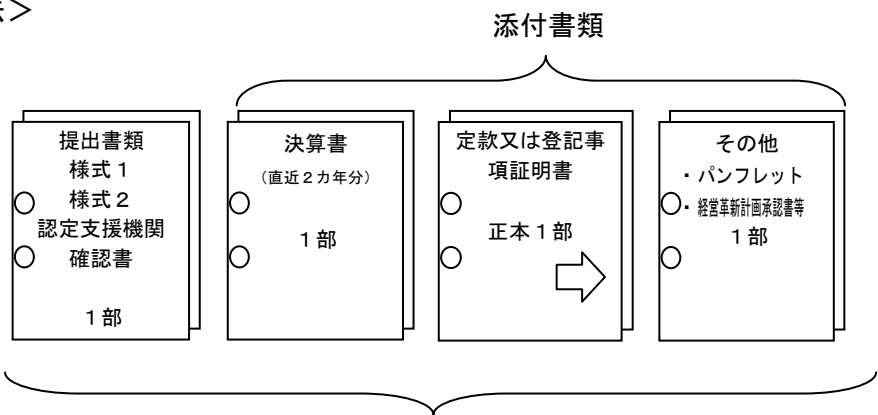 法＞
添付書類
提出書類
様式１
様式２
認定支援機関
確認書
１部
決算書
（直近２カ年分）
１部
定款又は登記事
項証明書
正本１部
その他
・パンフレット
・経営革新計画承認書等
１部